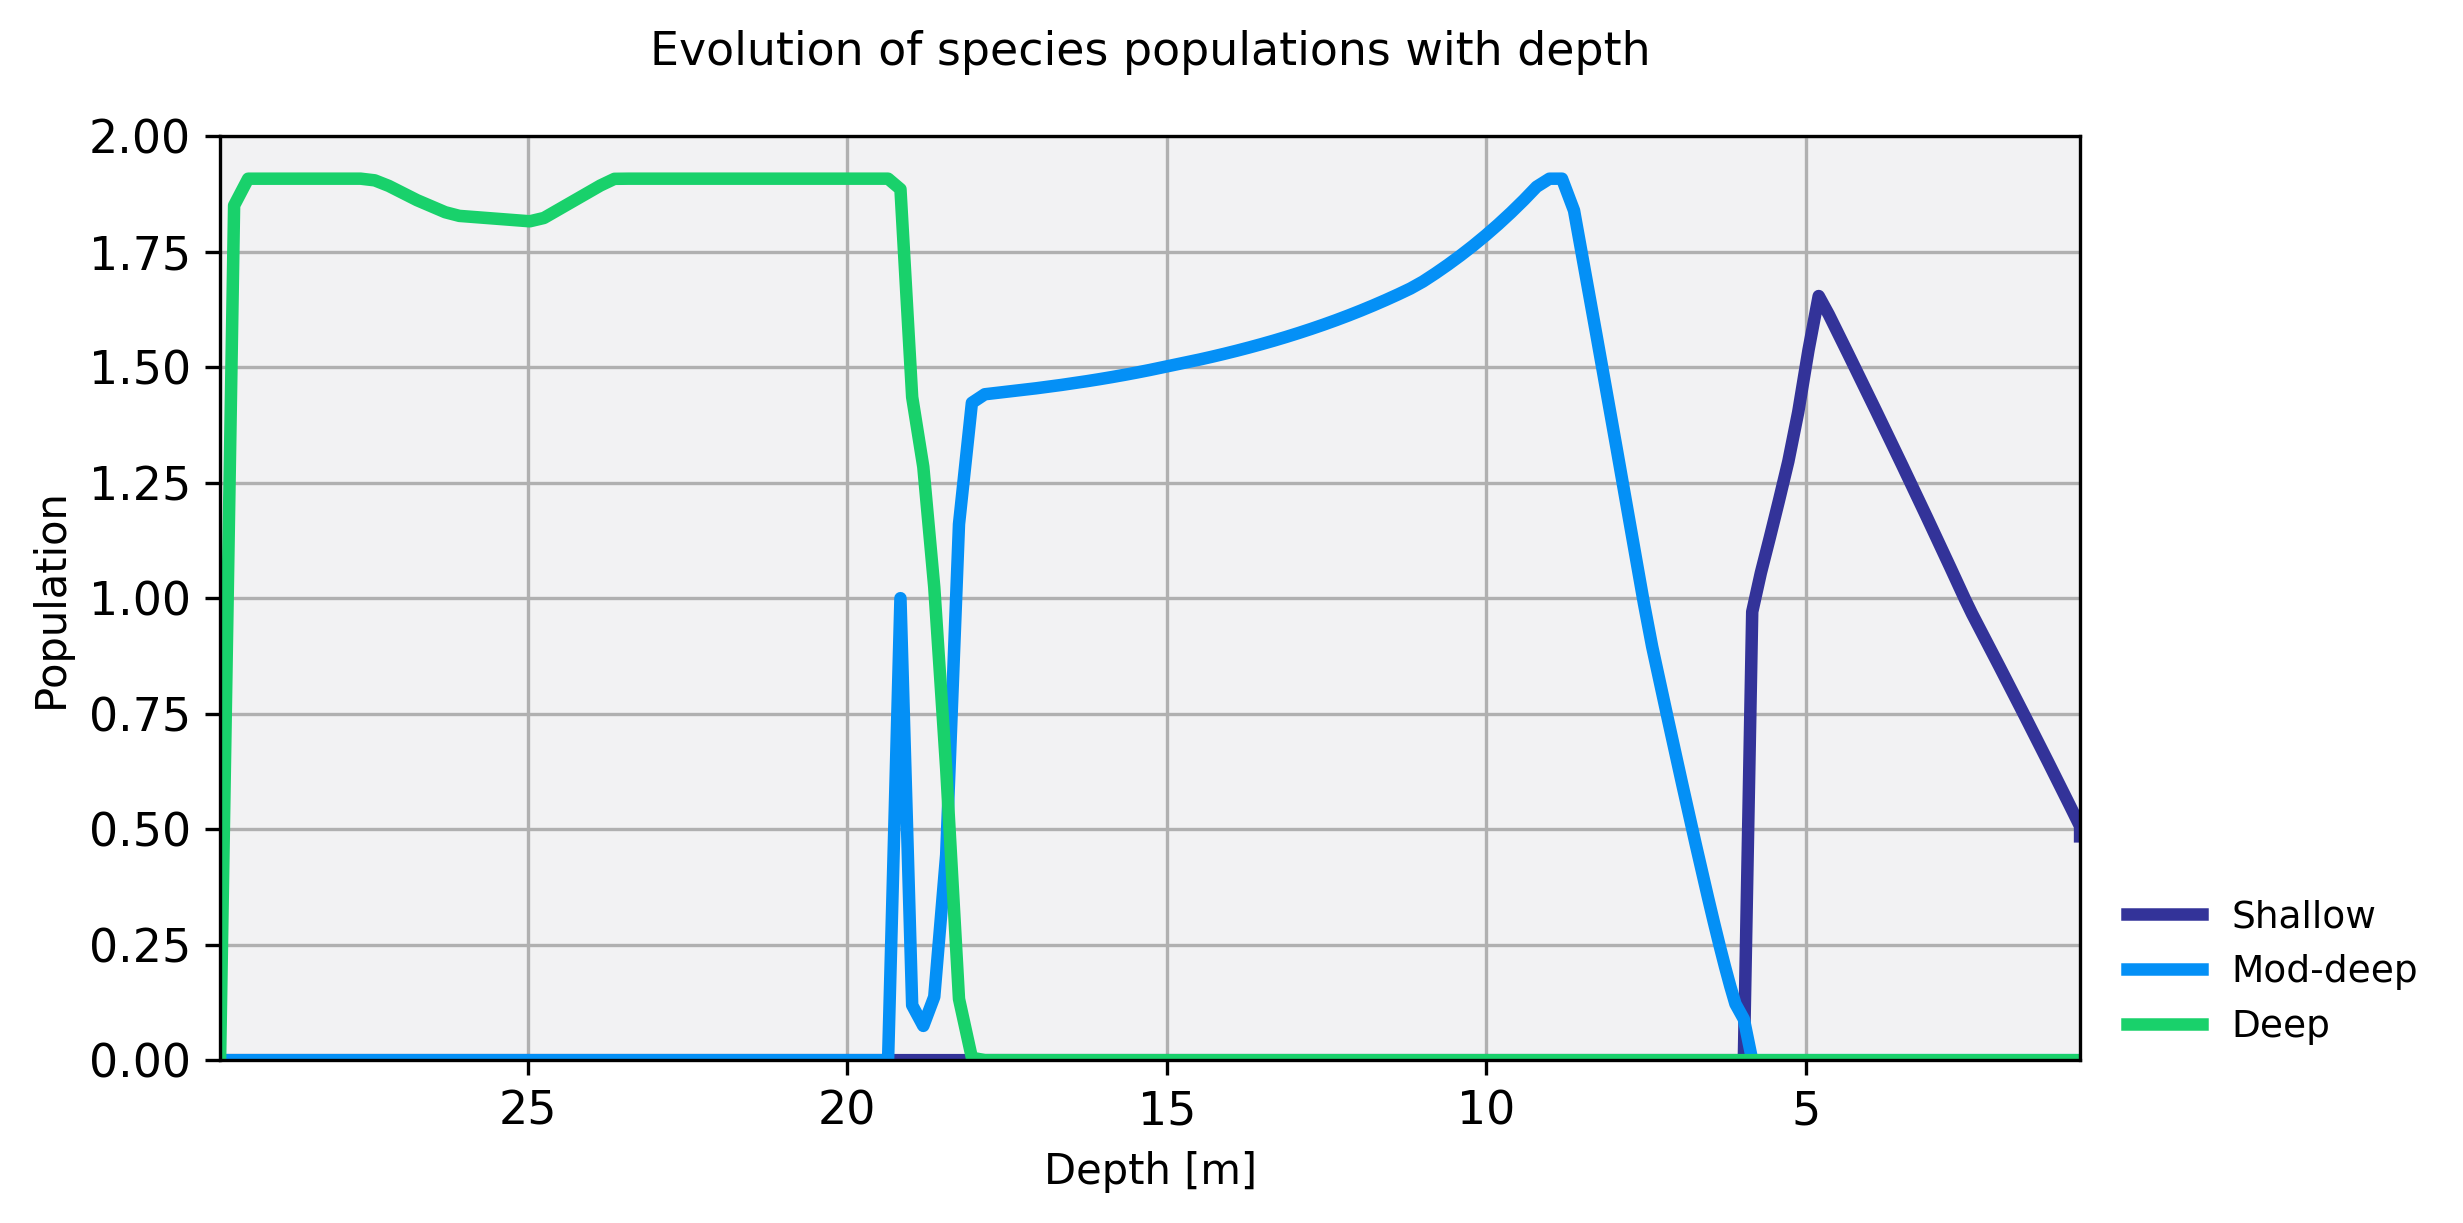 Evolution of species populations with depth
2.00
1.75
1.50
1.25
1.00
0.75
0.50
0.25
0.00
Population
25 20 15 10 5
Depth [m]
Shallow
Mod-deep
Deep